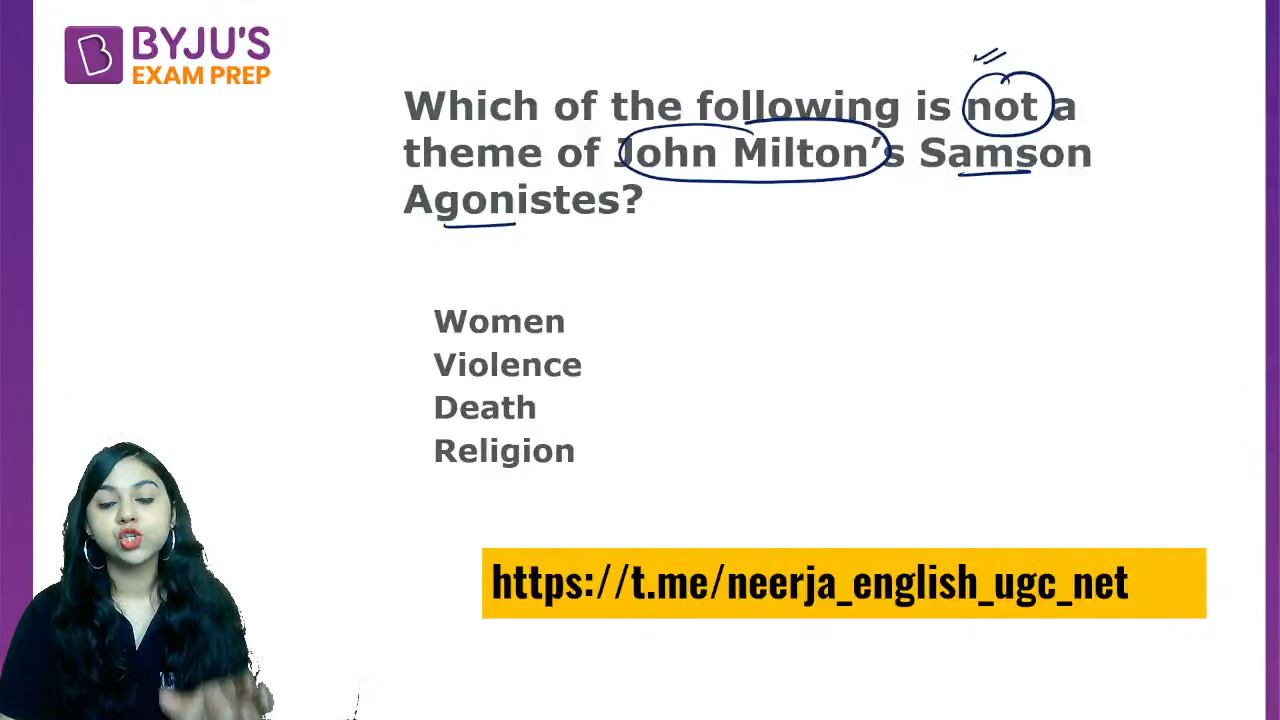 BYJU'S
EXAM PREP
Which of the following is not a
theme of John Milton's Samson
Agonistes?
Women
Violence
Death
Religion
https://t.me/neerja_english_ugc_net